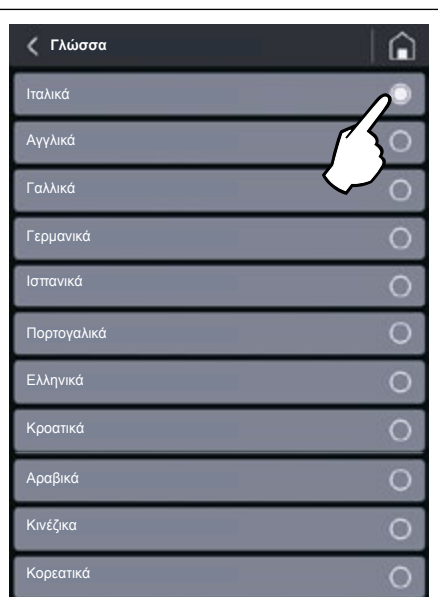 Γλώσσα
Ιταλικά
Αγγλικά
Γαλλικά
Γερμανικά
Ισπανικά
Πορτογαλικά
Ελληνικά
Κροατικά
Αραβικά
Κινέζικα
Κορεατικά